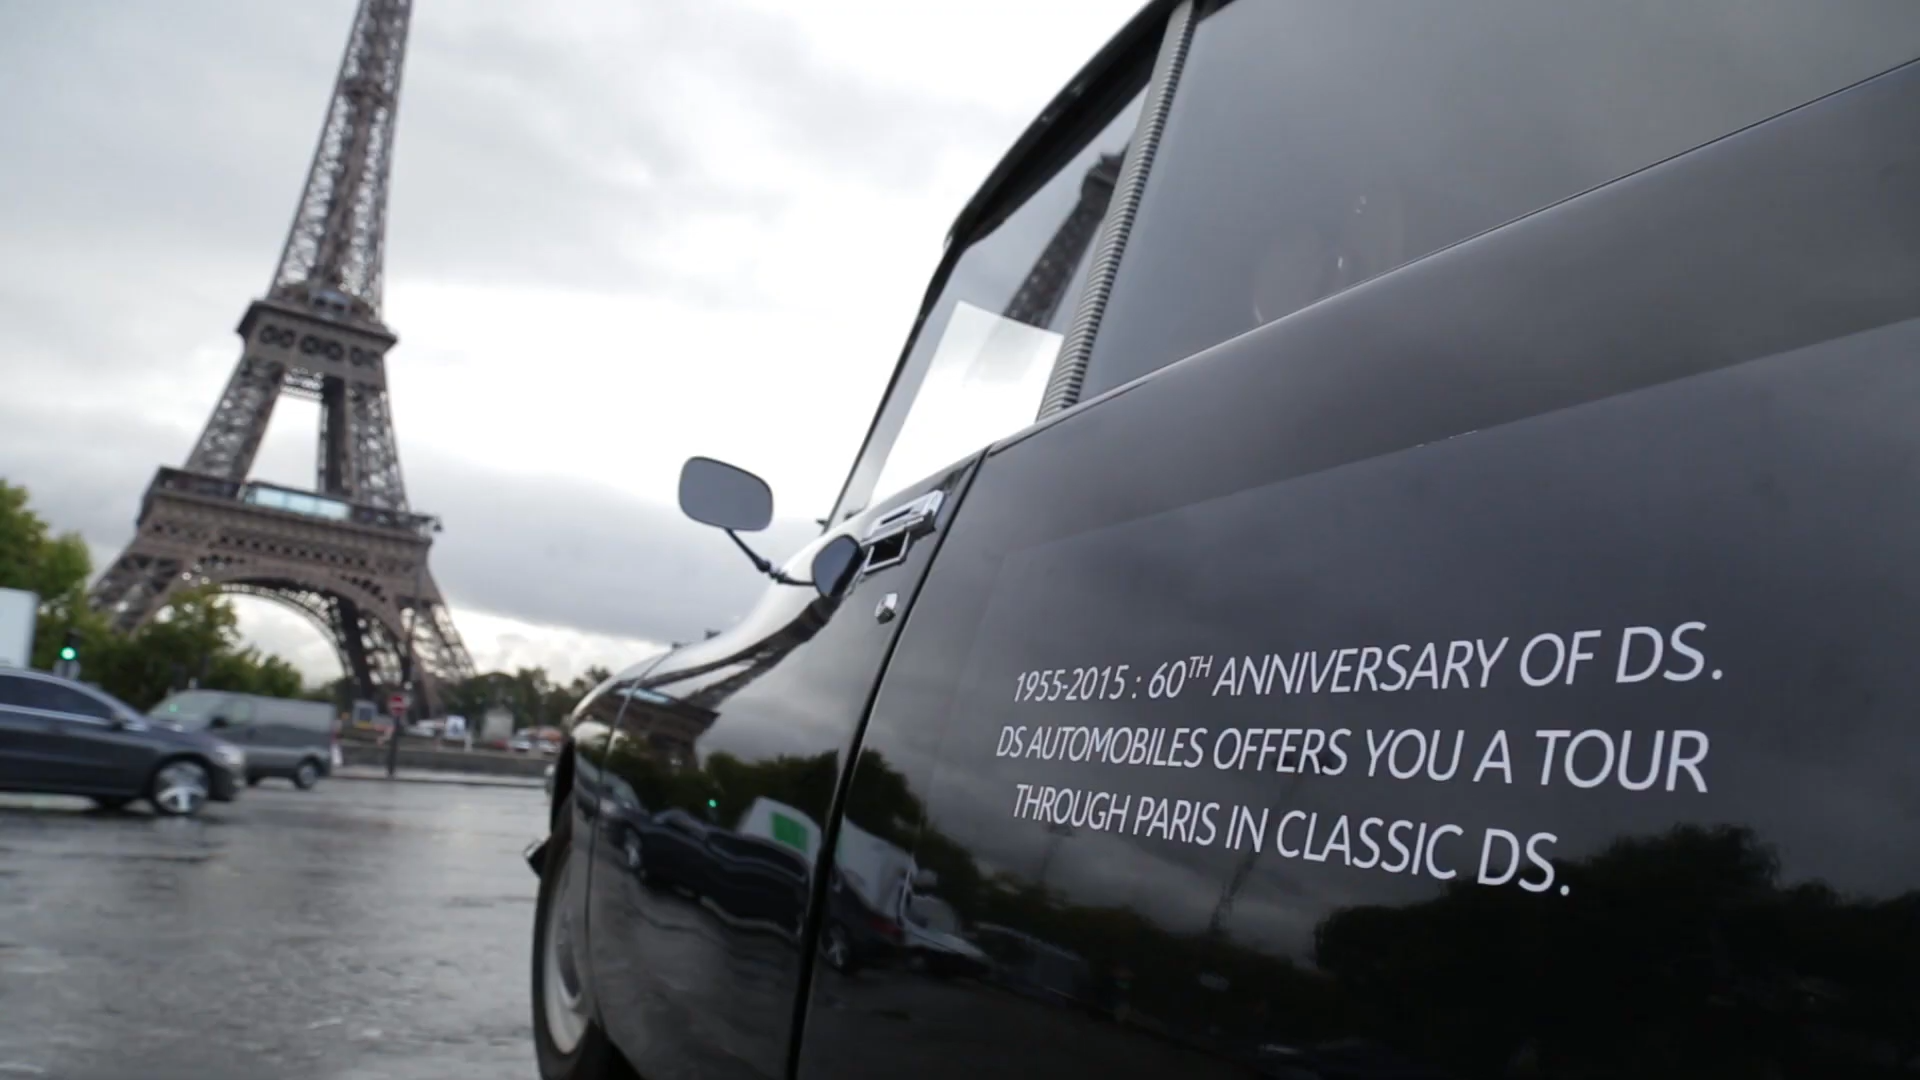 1955-2015 : 60TH ANNIVERSARY OF DS.
DS AUTOMOBILES OFFERS YOU A TOUR
THROUGH PARIS IN CLASSIC DS.